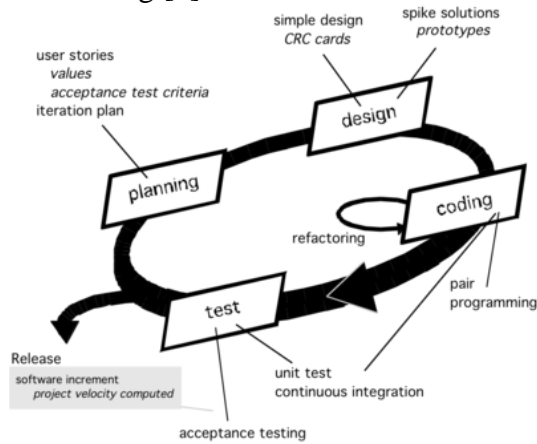 simple design
CRC cards
spike solutions
prototypes
user stories
values
acceptance test criteria
iteration plan
design
planning
coding
refactoring
test
pair
programming
Release
software increment
project velocity computed
unit test
continuous integration
acceptance testing